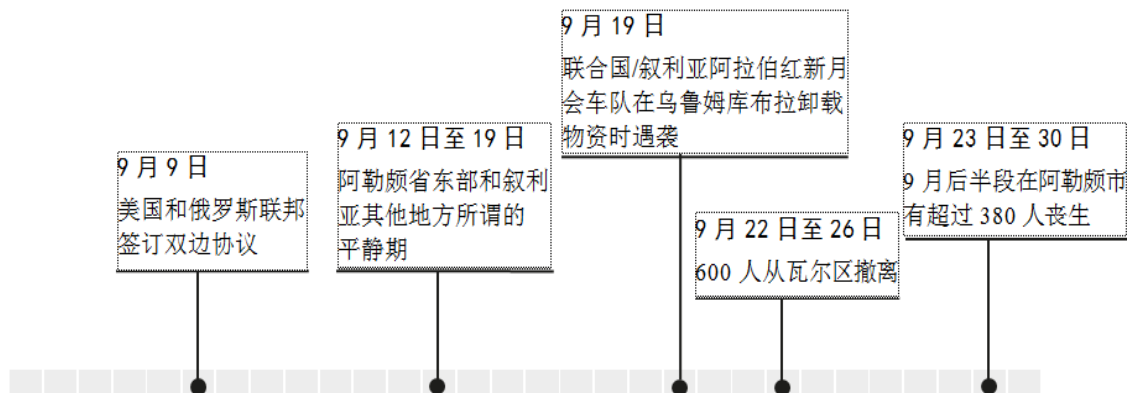 9 月 9 日
美国和俄罗斯联邦
签订双边协议
9 月 12 日至 19 日
阿勒颇省东部和叙利
亚其他地方所谓的
平静期
9 月 19 日
联合国/叙利亚阿拉伯红新月
会车队在乌鲁姆库布拉卸载
物资时遇袭
9 月 22 日至 26 日
600 人从瓦尔区撤离
9 月 23 日至 30 日
9 月后半段在阿勒颇市
有超过 380 人丧生